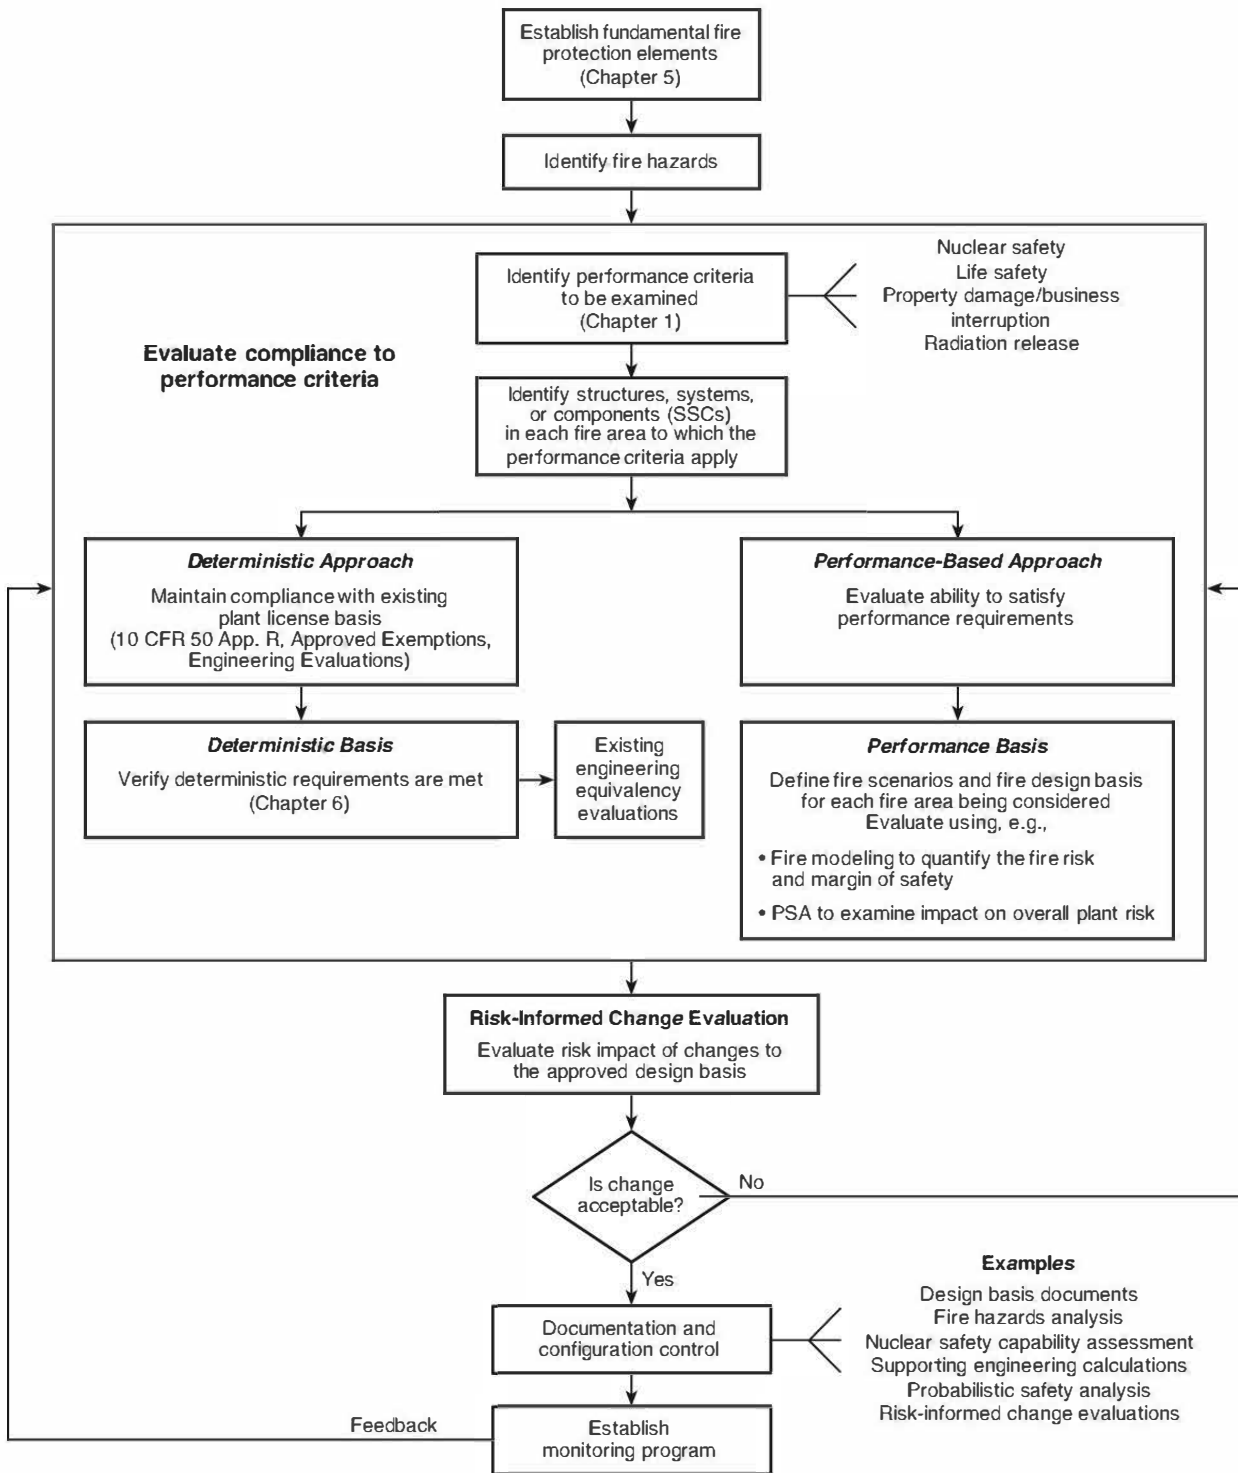 Establish fundamental fire
protection elements
(Chapter 5)
Identify fire hazards
Identify performance criteria
to be examined
(Chapter 1)
Nuclear safety
Life safety
Property damage/business
interruption
Radiation release
Evaluate compliance to
performance criteria
Identify structures, systems,
or components (SSCs)
in each fire area to which the
performance criteria apply
Deterministic Approach
Maintain compliance with existing
plant license basis
(10 CFR 50 App. R, Approved Exemptions,
Engineering Evaluations)
Performance-Based Approach
Evaluate ability to satisfy
performance requirements
Deterministic Basis
Verify deterministic requirements are met
(Chapter 6)
Existing
engineering
equivalency
evaluations
Performance Basis
Define fire scenarios and fire design basis
for each fire area being considered
Evaluate using, e.g.,
• Fire modeling to quantify the fire risk
and margin of safety
• PSA to examine impact on overall plant risk
Risk-Informed Change Evaluation
Evaluate risk impact of changes to
the approved design basis
Is change
acceptable?
No
Yes
Documentation and
configuration control
Examples
Design basis documents
Fire hazards analysis
Nuclear safety capability assessment
Supporting engineering calculations
Probabilistic safety analysis
Risk-informed change evaluations
Feedback
Establish
monitoring program